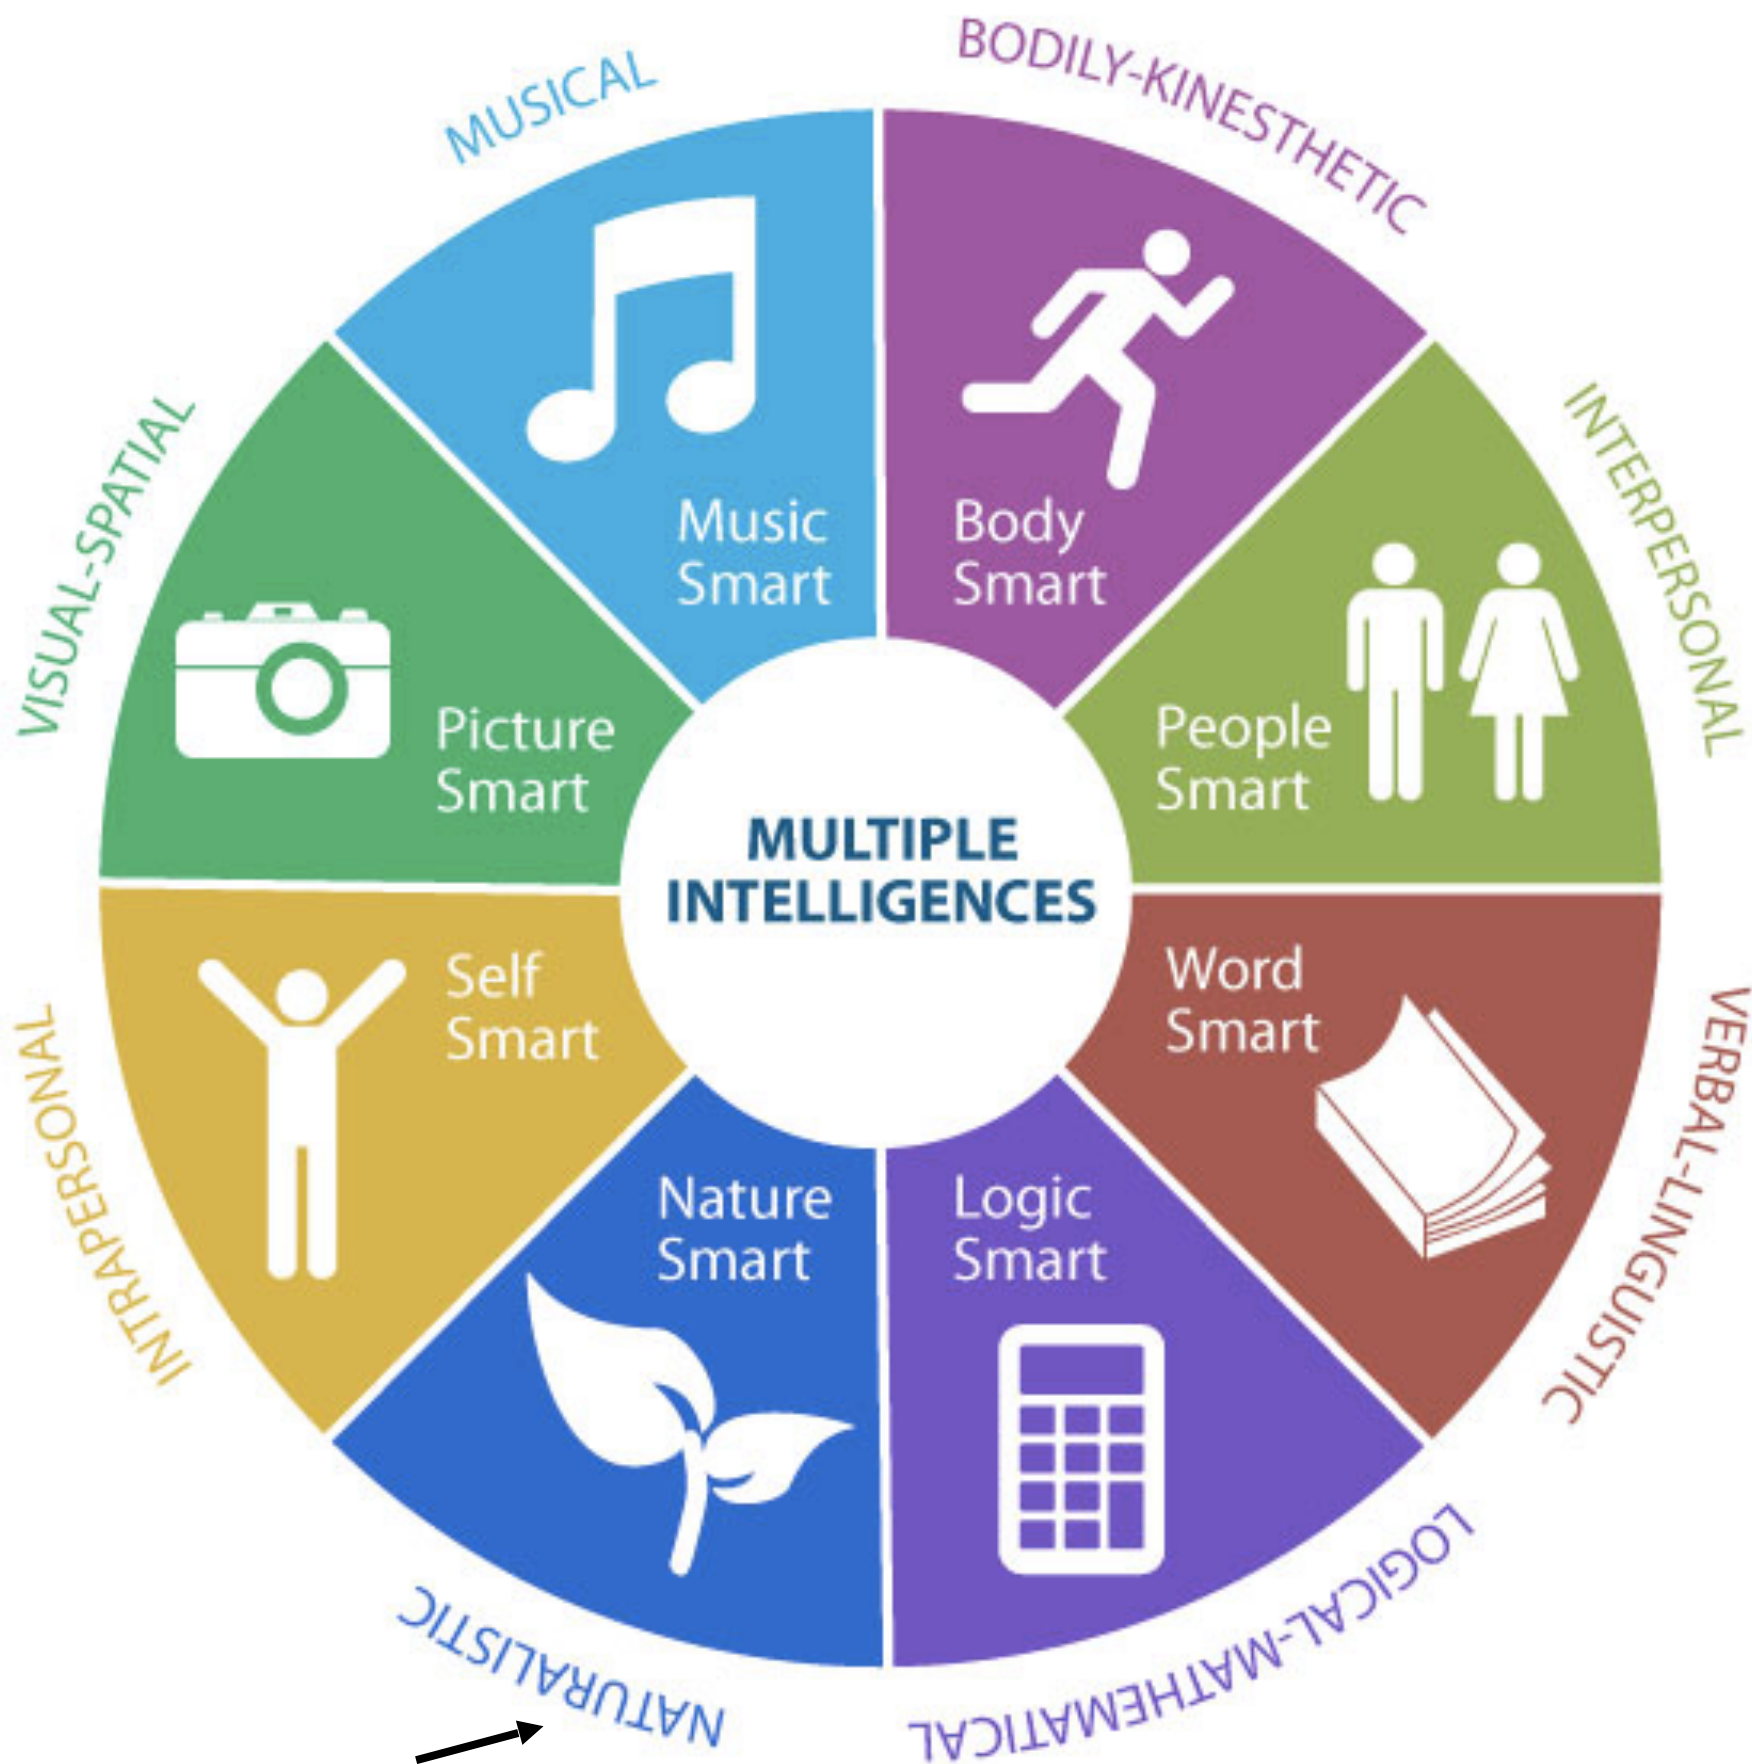 MUSICAL
BODILY-KINESTHETIC
INTERPERSONAL
VERBAL-LINGUISTIC
LOGICAL-MATHEMATICAL
NATURALISTIC
INTRAPERSONAL
VISUAL-SPATIAL
Music
Smart
Body
Smart
People
Smart
Word
Smart
Logic
Smart
Nature
Smart
Self
Smart
Picture
Smart
MULTIPLE
INTELLIGENCES